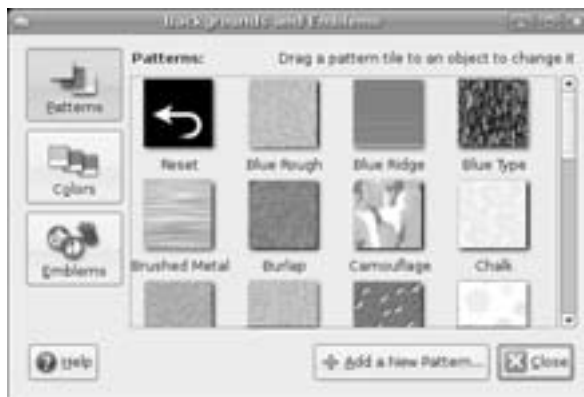 Backgrounds and Emblems
Patterns: Drag a pattern tile to an object to change it
Patterns
Colors
Emblems
Reset Blue Rough Blue Ridge Blue Type
Brushed Metal Burlap Camouflage Chalk
Help Add a New Pattern... Close